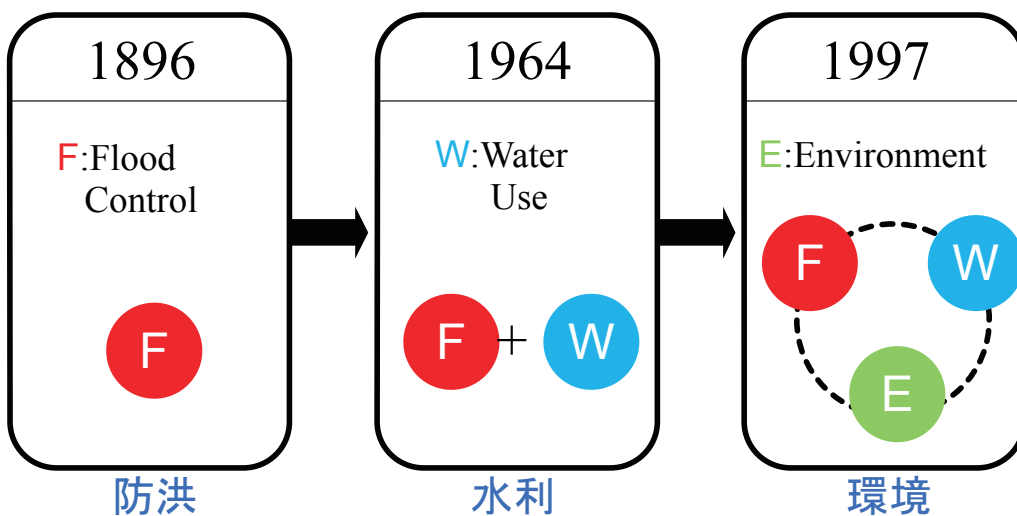 1896
F:Flood
Control
F
防洪
1964
W:Water
Use
F + W
水利
1997
E:Environment
F W
E
環境